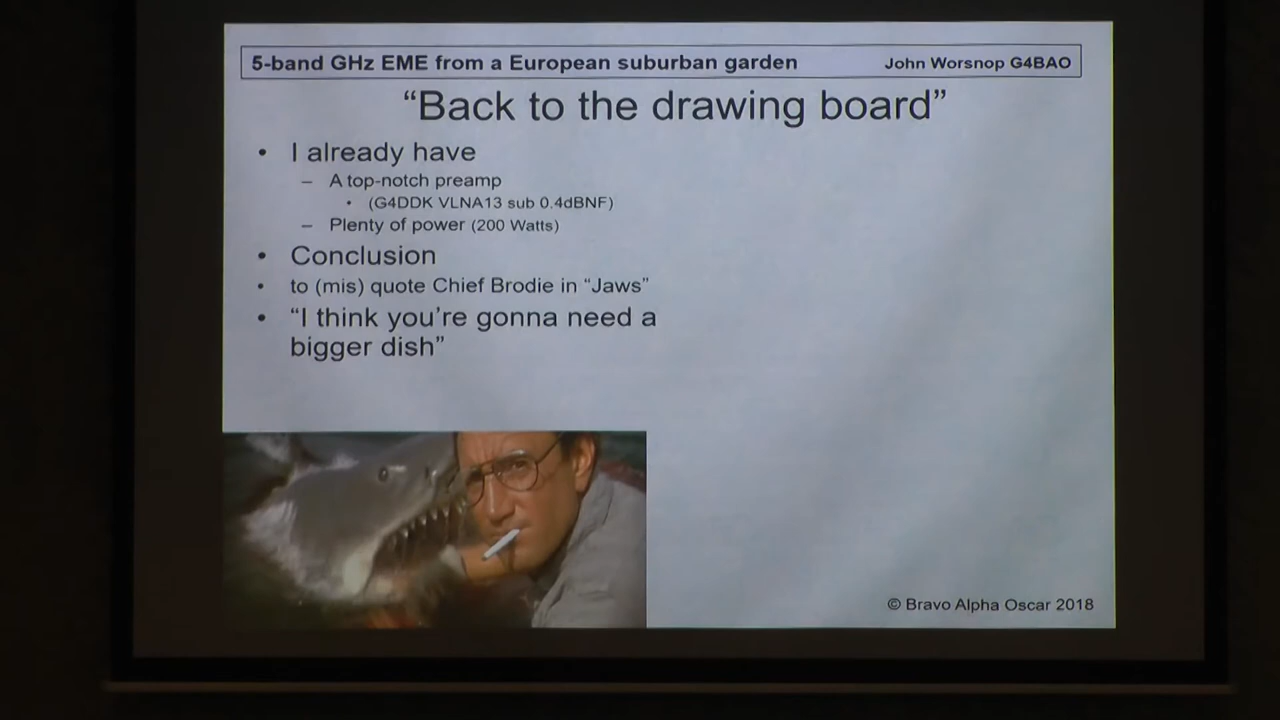 5-band GHz EME from a European suburban garden John Worsnop G4BAO
“Back to the drawing board”
• I already have
– A top-notch preamp
• (G4DDK VLNA13 sub 0.4dBNF)
– Plenty of power (200 Watts)
• Conclusion
• to (mis) quote Chief Brodie in “Jaws”
• “I think you’re gonna need a
bigger dish”
© Bravo Alpha Oscar 2018